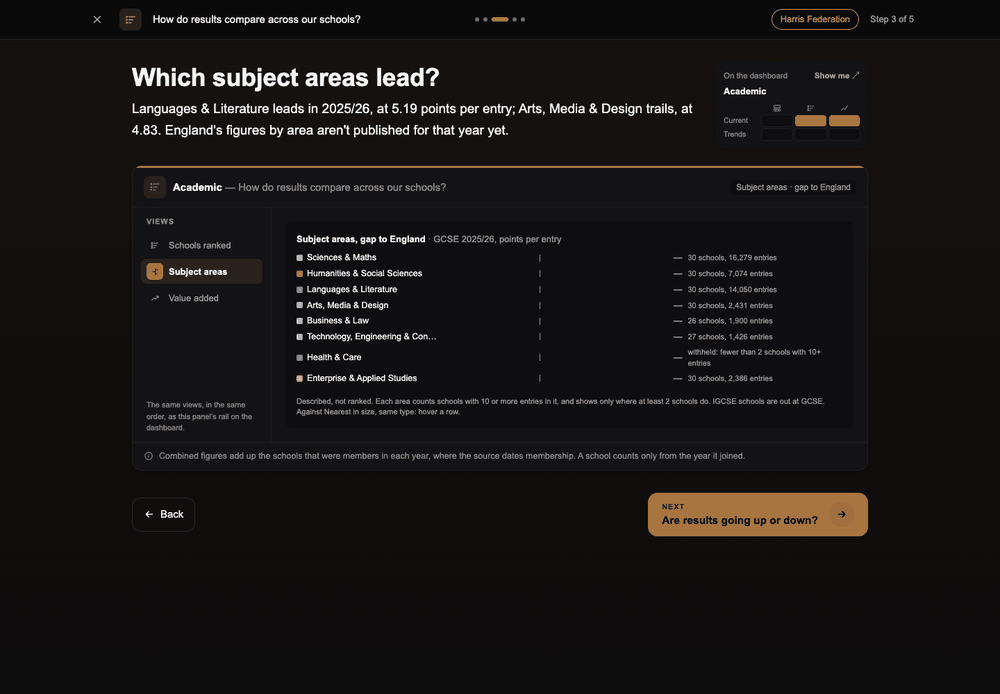 How do results compare across our schools?
Harris Federation
Step 3 of 5
Which subject areas lead?
Languages & Literature leads in 2025/26, at 5.19 points per entry; Arts, Media & Design trails, at
4.83. England's figures by area aren't published for that year yet.
On the dashboard
Show me
Academic
Current
Trends
Academic — How do results compare across our schools?
Subject areas · gap to England
VIEWS
Schools ranked
Subject areas
Value added
The same views, in the same
order, as this panel's rail on the
dashboard.
Subject areas, gap to England · GCSE 2025/26, points per entry
Sciences & Maths — 30 schools, 16,279 entries
Humanities & Social Sciences — 30 schools, 7,074 entries
Languages & Literature — 30 schools, 14,050 entries
Arts, Media & Design — 30 schools, 2,431 entries
Business & Law — 26 schools, 1,900 entries
Technology, Engineering & Con... — 27 schools, 1,426 entries
Health & Care — withheld: fewer than 2 schools with 10+
entries
Enterprise & Applied Studies — 30 schools, 2,386 entries
Described, not ranked. Each area counts schools with 10 or more entries in it, and shows only where at least 2 schools do. IGCSE schools are out at GCSE.
Against Nearest in size, same type: hover a row.
Combined figures add up the schools that were members in each year, where the source dates membership. A school counts only from the year it joined.
Back
NEXT
Are results going up or down?